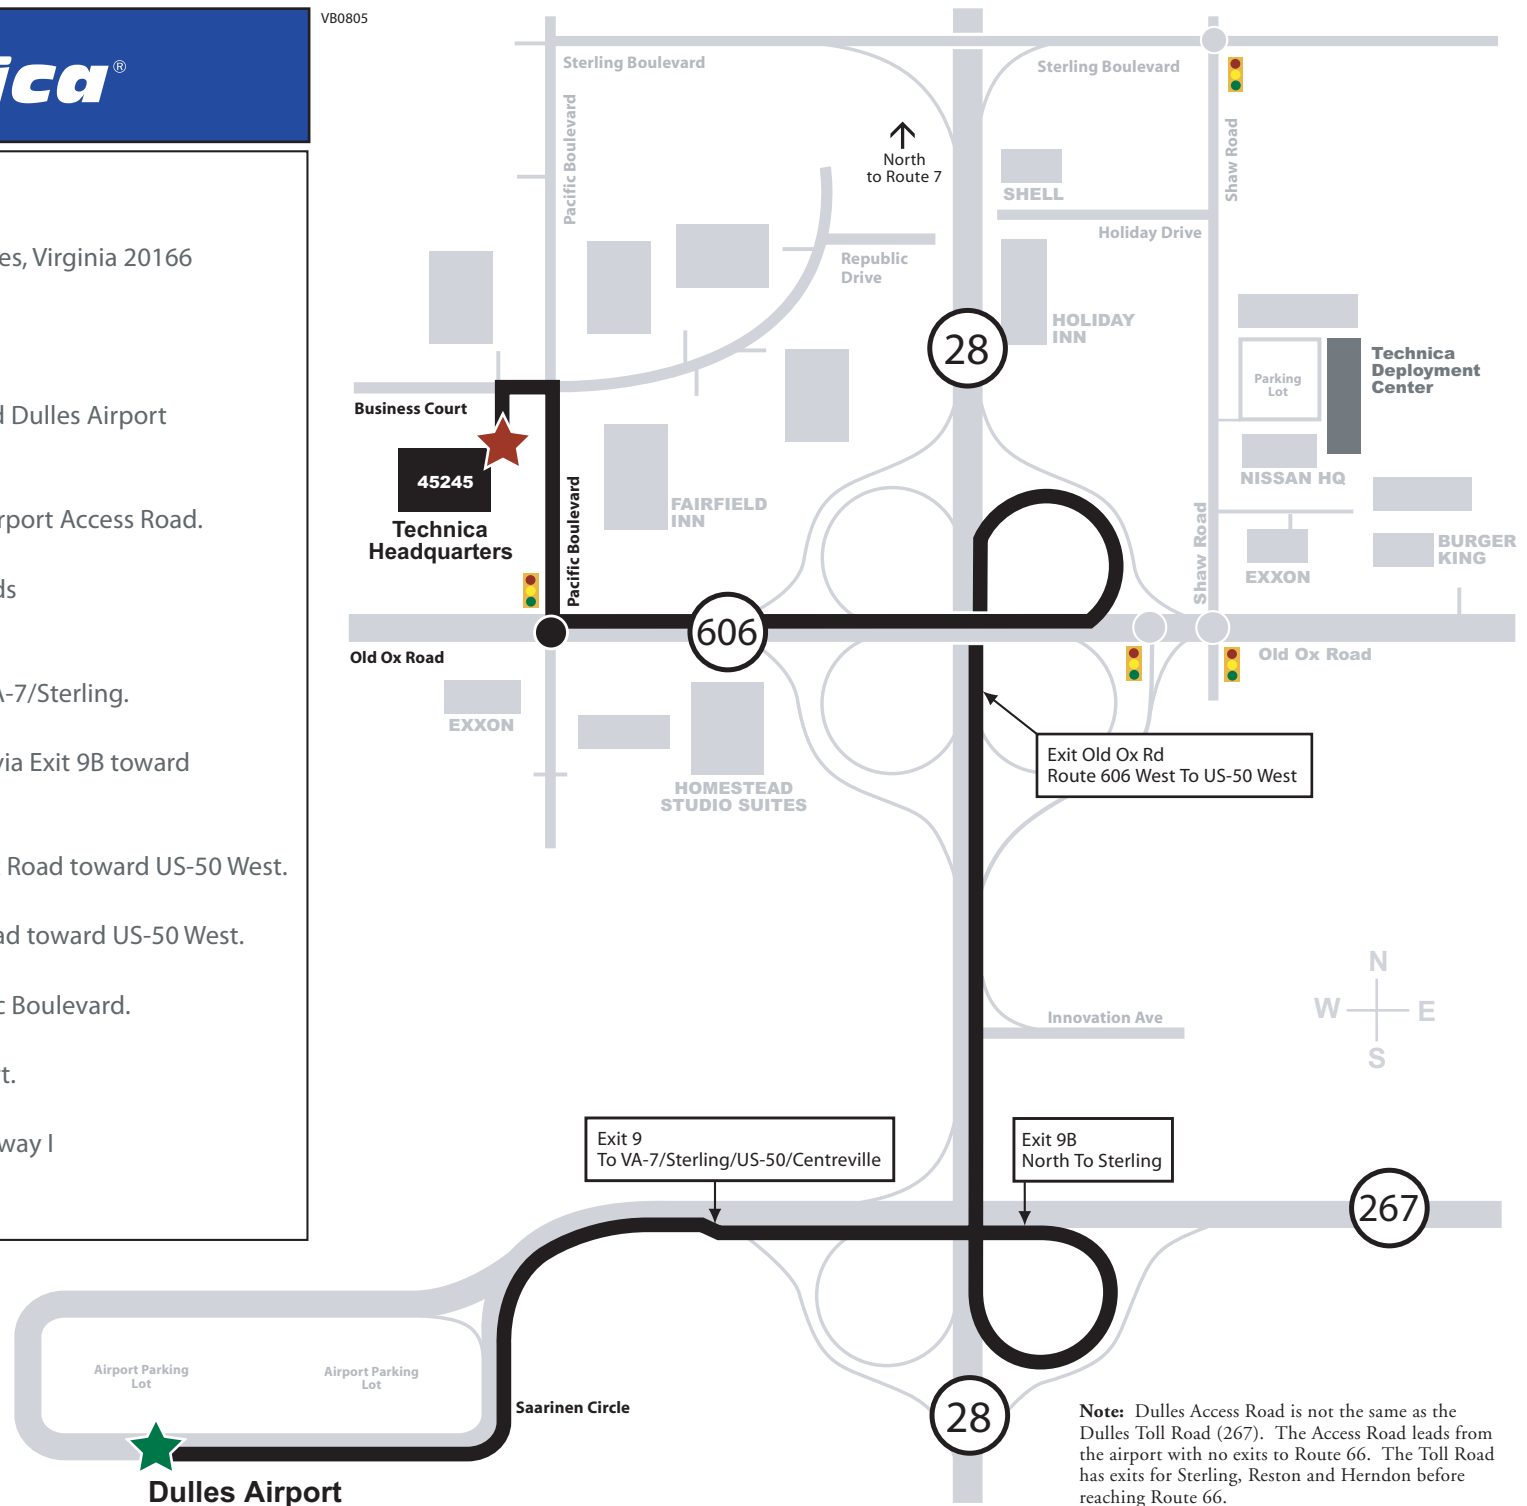 VB0805
ica®
es, Virginia 20166
d Dulles Airport
rport Access Road.
ds
A-7/Sterling.
via Exit 9B toward
Road toward US-50 West.
ad toward US-50 West.
c Boulevard.
t.
way I
Sterling Boulevard
Sterling Boulevard
Pacific Boulevard
Shaw Road
North
to Route 7
SHELL
Holiday Drive
Republic
Drive
HOLIDAY
INN
28
Technica
Deployment
Center
Parking
Lot
Business Court
45245
Technica
Headquarters
Pacific Boulevard
FAIRFIELD
INN
NISSAN HQ
Shaw Road
EXXON
BURGER
KING
606
Old Ox Road
Old Ox Road
EXXON
HOMESTEAD
STUDIO SUITES
Exit Old Ox Rd
Route 606 West To US-50 West
N
W E
S
Innovation Ave
Exit 9
To VA-7/Sterling/US-50/Centreville
Exit 9B
North To Sterling
267
Airport Parking
Lot
Airport Parking
Lot
Saarinen Circle
28
Dulles Airport
Note: Dulles Access Road is not the same as the
Dulles Toll Road (267). The Access Road leads from
the airport with no exits to Route 66. The Toll Road
has exits for Sterling, Reston and Herndon before
reaching Route 66.